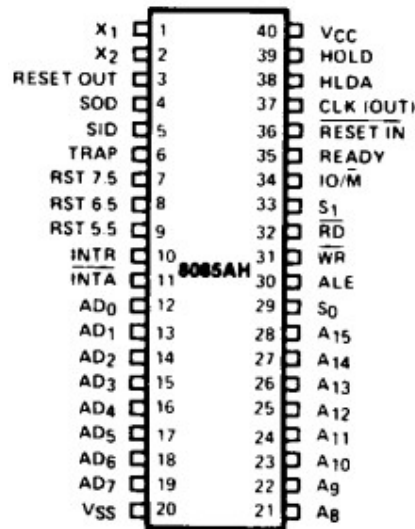 X1 1 40 VCC
X2 2 39 HOLD
RESET OUT 3 38 HLDA
SOD 4 37 CLK (OUT)
SID 5 36 RESET IN
TRAP 6 35 READY
RST 7.5 7 34 IO/M
RST 6.5 8 33 S1
RST 5.5 9 32 RD
INTR 10 31 WR
8085AH
INTA 11 30 ALE
AD0 12 29 S0
AD1 13 28 A15
AD2 14 27 A14
AD3 15 26 A13
AD4 16 25 A12
AD5 17 24 A11
AD6 18 23 A10
AD7 19 22 A9
VSS 20 21 A8